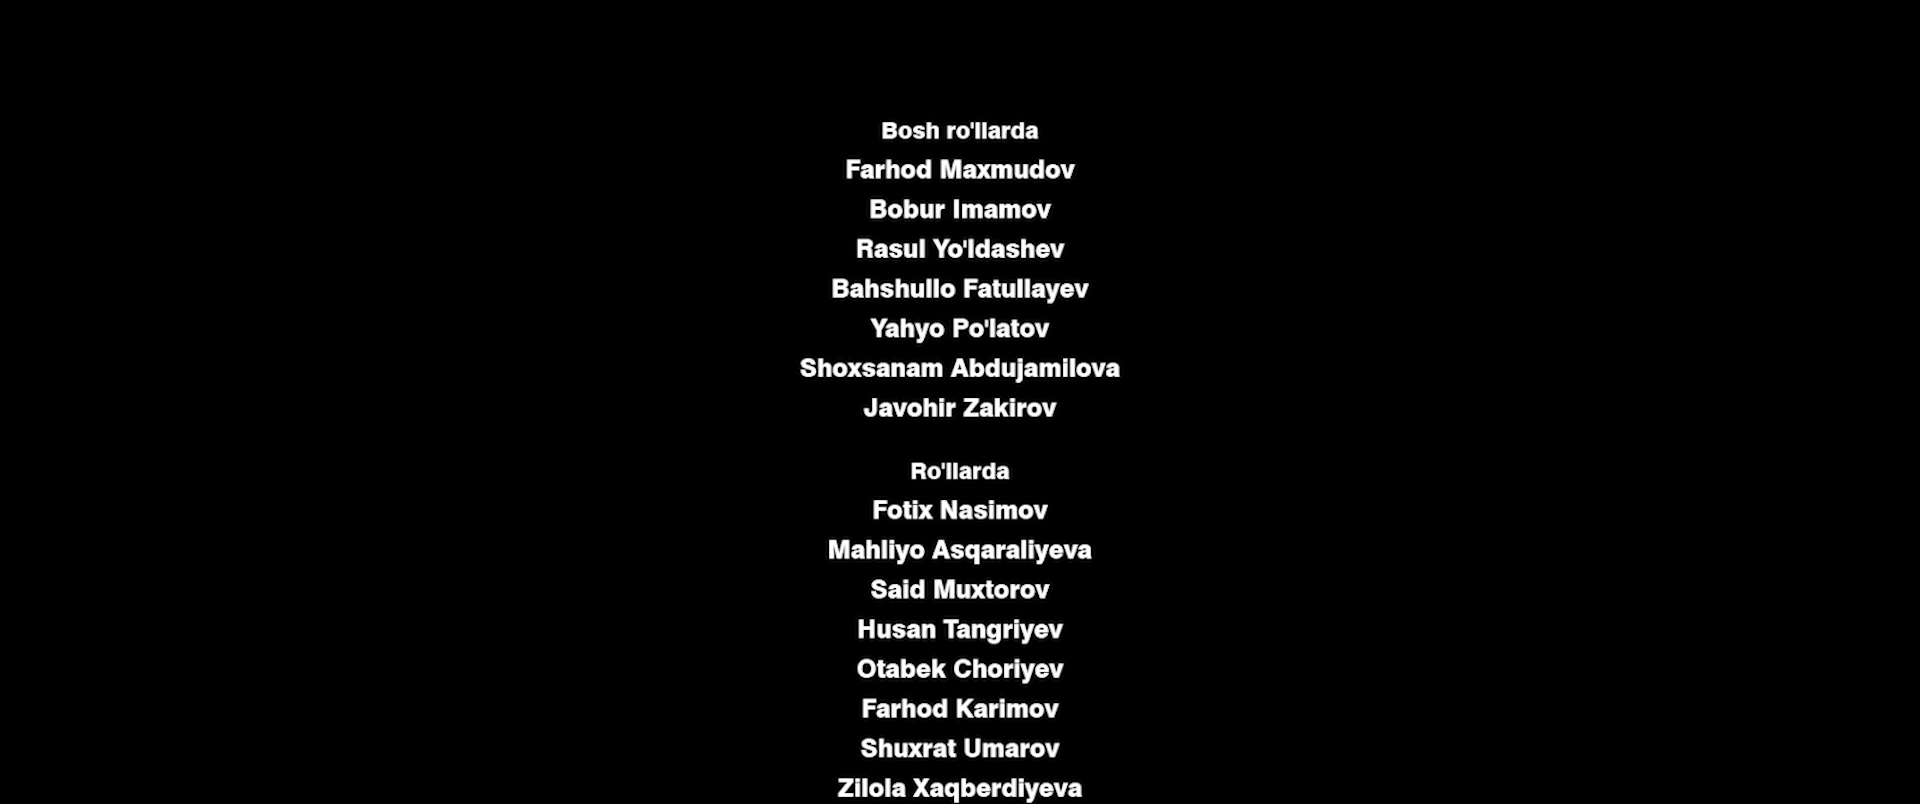 Bosh ro'llarda
Farhod Maxmudov
Bobur Imamov
Rasul Yo'ldashev
Bahshullo Fatullayev
Yahyo Po'latov
Shoxsanam Abdujamilova
Javohir Zakirov
Ro'llarda
Fotix Nasimov
Mahliyo Asqaraliyeva
Said Muxtorov
Husan Tangriyev
Otabek Choriyev
Farhod Karimov
Shuxrat Umarov
Zilola Xaqberdiyeva